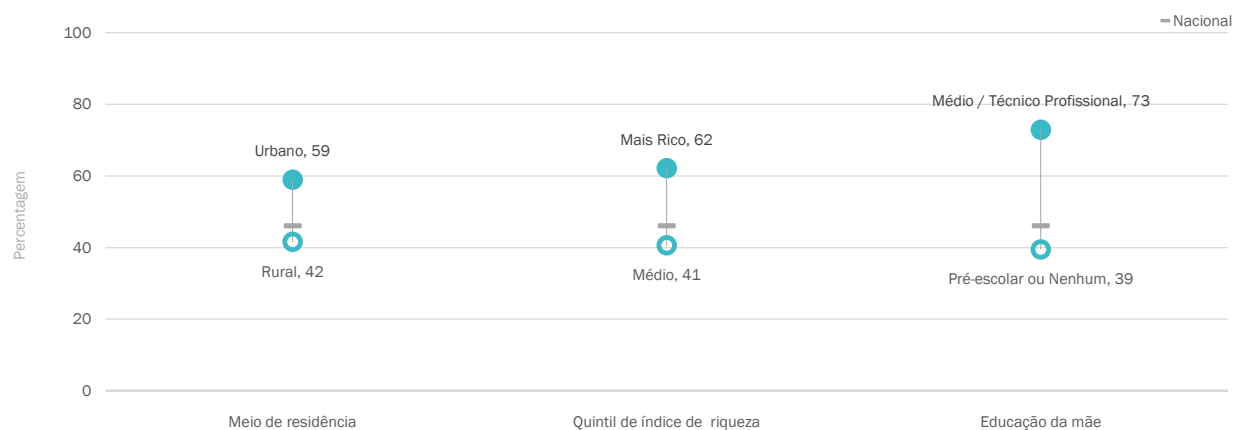 Nacional
100
80
60
40
20
0
Percentagem
Urbano, 59
Rural, 42
Mais Rico, 62
Médio, 41
Médio / Técnico Profissional, 73
Pré-escolar ou Nenhum, 39
Meio de residência
Quintil de índice de riqueza
Educação da mãe